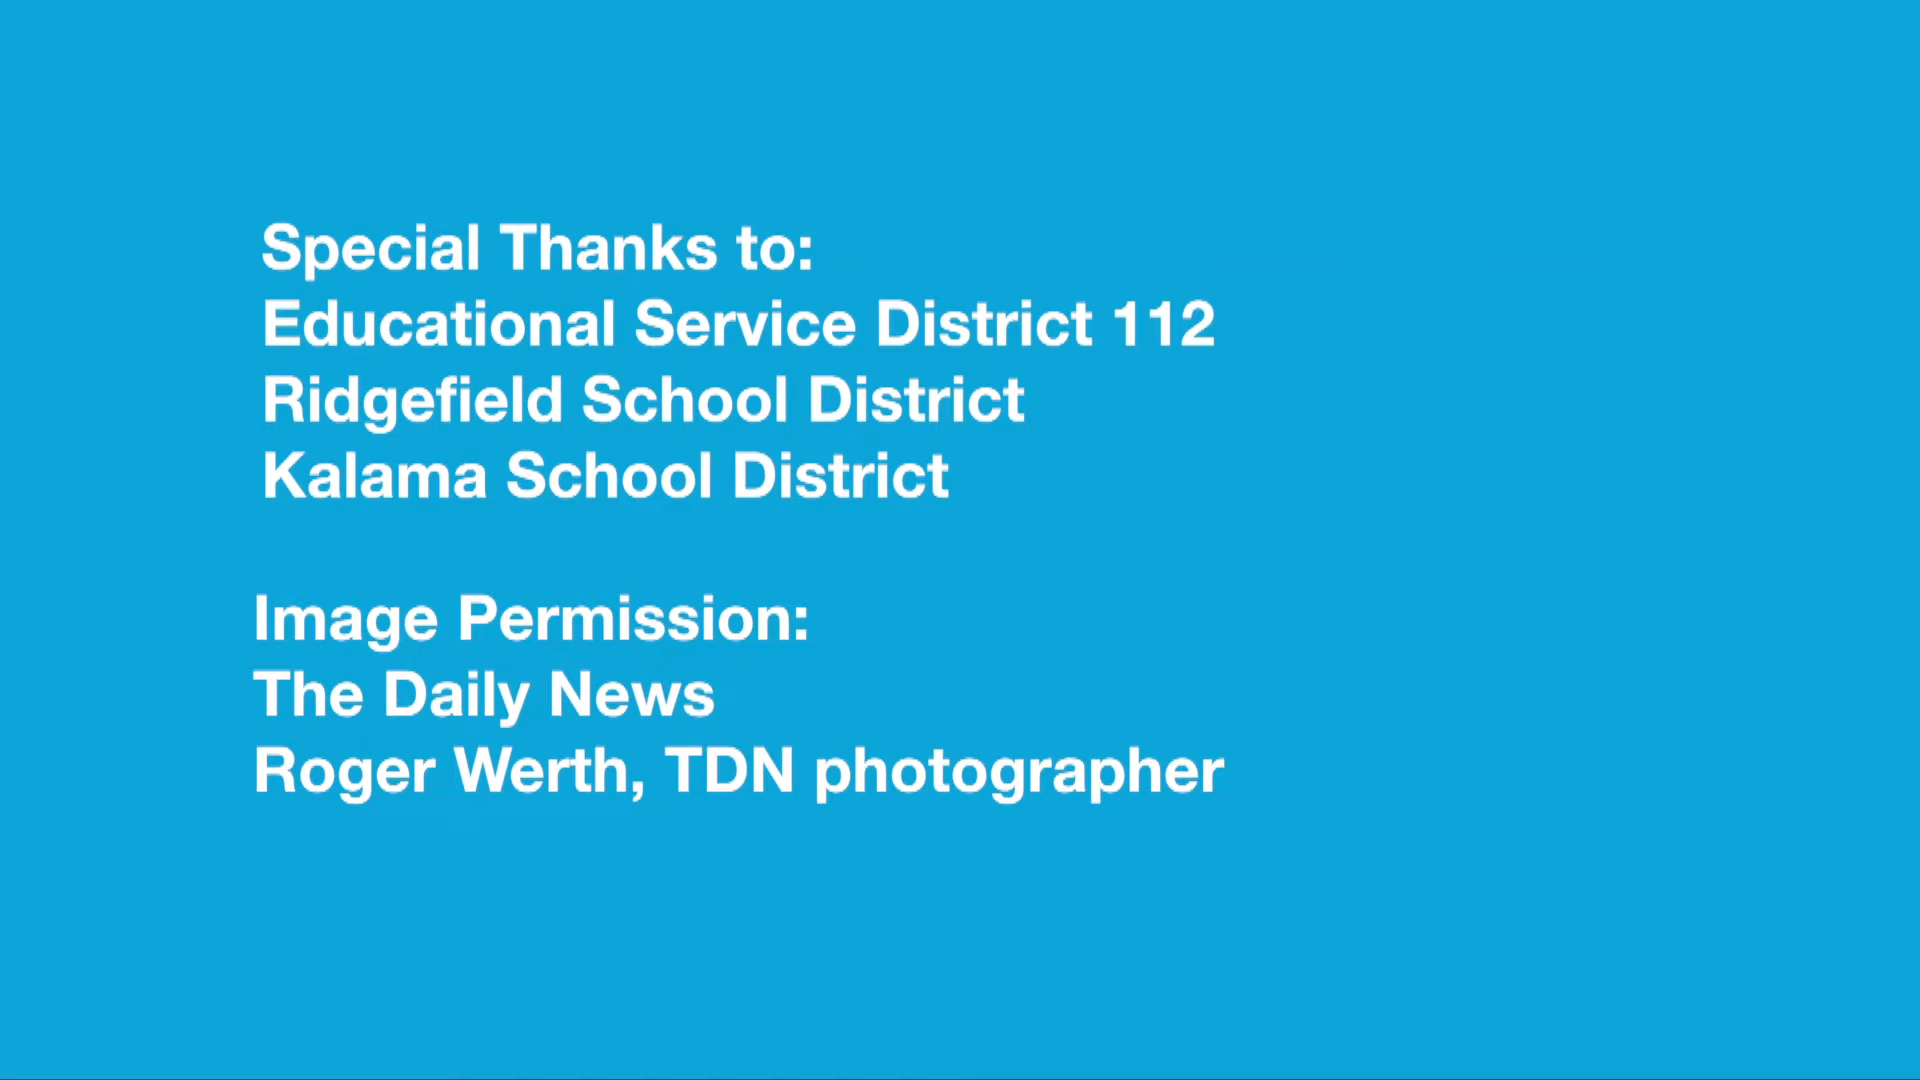 Special Thanks to:
Educational Service District 112
Ridgefield School District
Kalama School District
Image Permission:
The Daily News
Roger Werth, TDN photographer